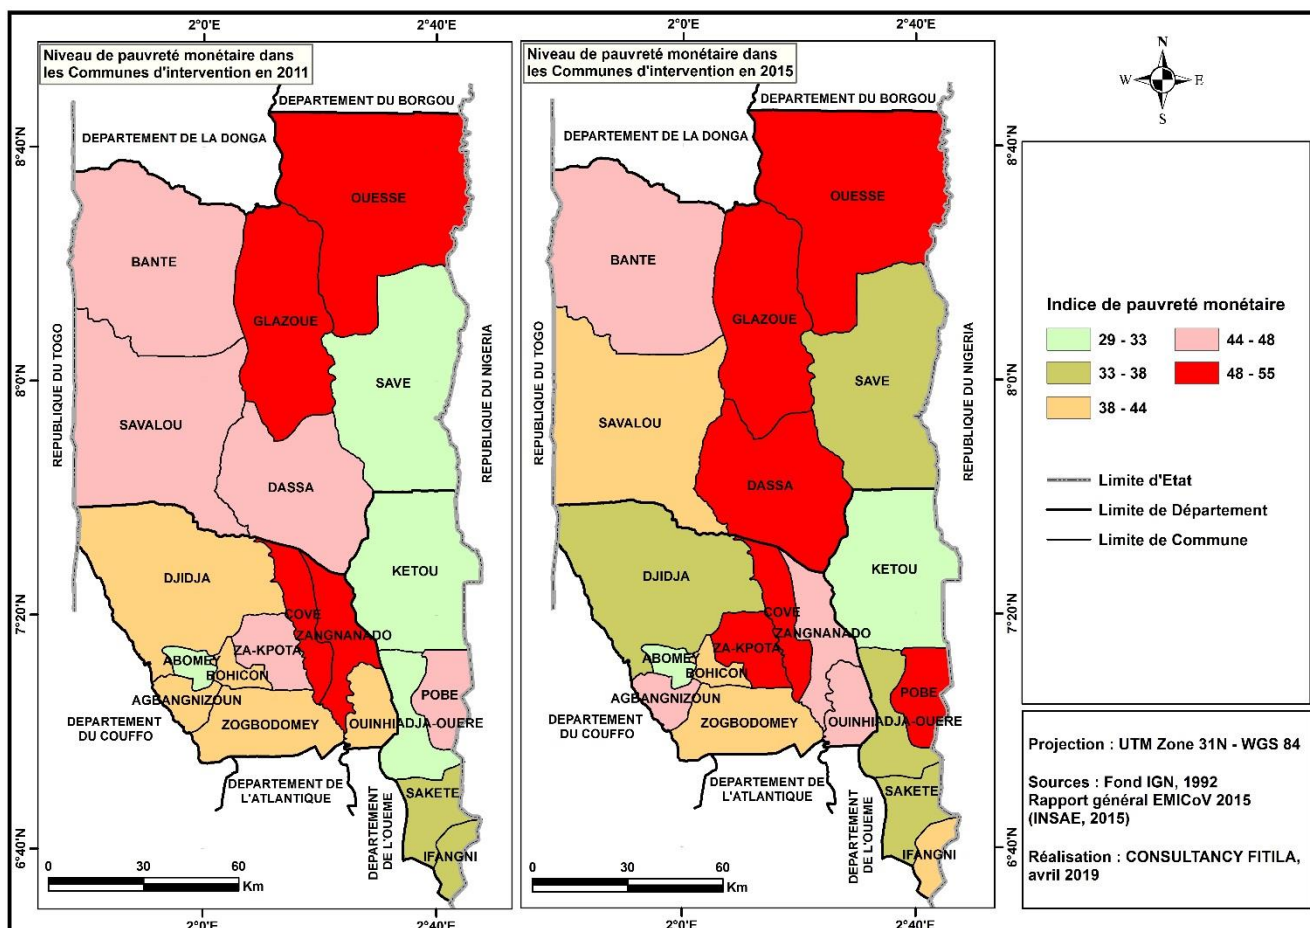 2°0'E
2°40'E
2°0'E
2°40'E
Niveau de pauvreté monétaire dans
les Communes d'intervention en 2011
DEPARTEMENT DU BORGOU
DEPARTEMENT DE LA DONGA
8°40'N
OUESSE
BANTE
GLAZOUE
REPUBLIQUE DU TOGO
REPUBLIQUE DU NIGERIA
8°0'N
SAVE
SAVALOU
DASSA
DJIDJA
KETOU
7°20'N
COVE
ZANGNANADO
ZA-KPOTA
ABOMEY
BOHICON
AGBANGNIZOUN
POBE
ZOGBODOMEY
OUINHI
ADJA-OUERE
DEPARTEMENT
DU COUFFO
DEPARTEMENT DE
L'ATLANTIQUE
DEPARTEMENT
DE L'OUEME
SAKETE
6°40'N
IFANGNI
0 30 60
Km
2°0'E
2°40'E
Niveau de pauvreté monétaire dans
les Communes d'intervention en 2015
DEPARTEMENT DU BORGOU
DEPARTEMENT DE LA DONGA
8°40'N
OUESSE
BANTE
GLAZOUE
REPUBLIQUE DU TOGO
REPUBLIQUE DU NIGERIA
8°0'N
SAVE
SAVALOU
DASSA
DJIDJA
KETOU
7°20'N
COVE
ZANGNANADO
ZA-KPOTA
ABOMEY
BOHICON
AGBANGNIZOUN
POBE
ZOGBODOMEY
OUINHI
ADJA-OUERE
DEPARTEMENT
DU COUFFO
DEPARTEMENT DE
L'ATLANTIQUE
DEPARTEMENT
DE L'OUEME
SAKETE
6°40'N
IFANGNI
0 30 60
Km
2°0'E
2°40'E
N
W E
S
Indice de pauvreté monétaire
29 - 33
44 - 48
33 - 38
48 - 55
38 - 44
Limite d'Etat
Limite de Département
Limite de Commune
Projection : UTM Zone 31N - WGS 84
Sources : Fond IGN, 1992
Rapport général EMICoV 2015
(INSAE, 2015)
Réalisation : CONSULTANCY FITILA,
avril 2019